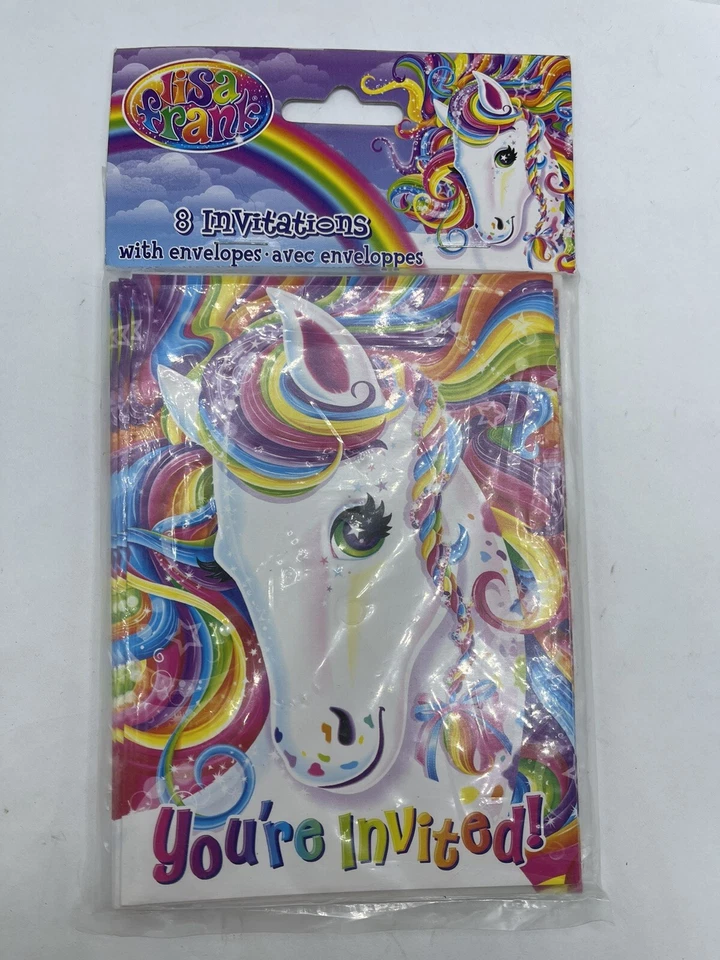 lisa
frank®
8 Invitations
with envelopes · avec enveloppes
You're Invited!